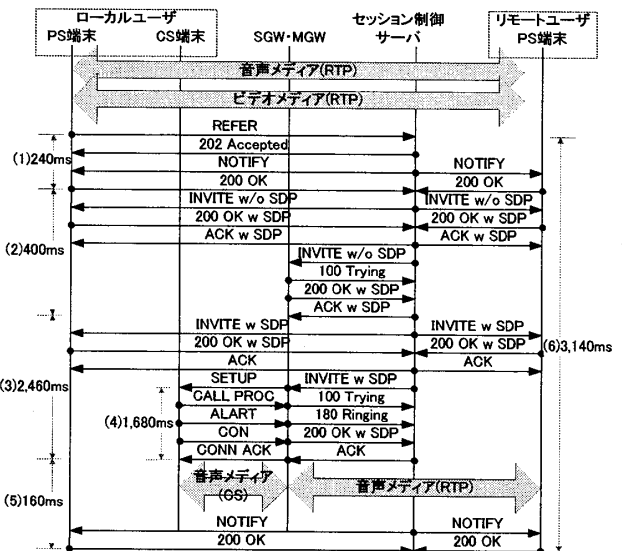 ローカルユーザ
PS端末
CS端末
SGW・MGW
セッション制御
サーバ
リモートユーザ
PS端末
音声メディア(RTP)
ビデオメディア(RTP)
REFER
202 Accepted
(1)240ms
NOTIFY
NOTIFY
200 OK
200 OK
INVITE w/o SDP
INVITE w/o SDP
200 OK w SDP
200 OK w SDP
ACK w SDP
ACK w SDP
(2)400ms
INVITE w/o SDP
100 Trying
200 OK w SDP
ACK w SDP
INVITE w SDP
INVITE w SDP
200 OK w SDP
200 OK w SDP
(6)3,140ms
ACK
ACK
SETUP
INVITE w SDP
(3)2,460ms
CALL PROC
100 Trying
ALART
180 Ringing
(4)1,680ms
CON
200 OK w SDP
CONN ACK
ACK
音声メディア
(CS)
音声メディア(RTP)
(5)160ms
NOTIFY
NOTIFY
200 OK
200 OK